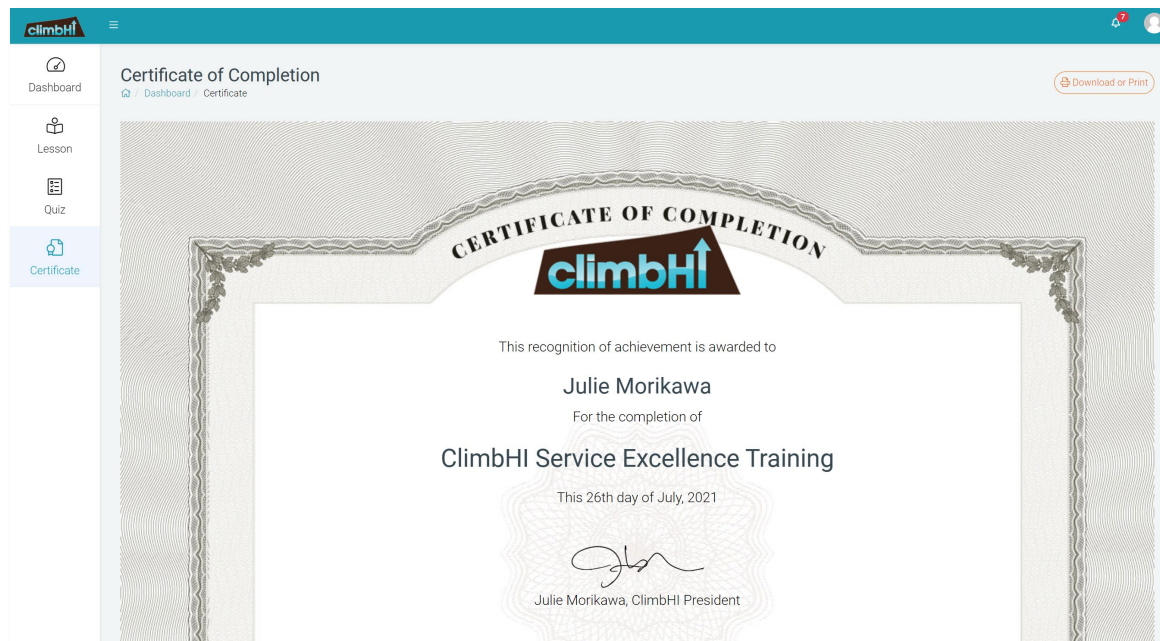 climbHI
7
Dashboard
Lesson
Quiz
Certificate
Certificate of Completion
/ Dashboard / Certificate
Download or Print
CERTIFICATE OF COMPLETION
climbHI
This recognition of achievement is awarded to
Julie Morikawa
For the completion of
ClimbHI Service Excellence Training
This 26th day of July, 2021
Julie Morikawa, ClimbHI President